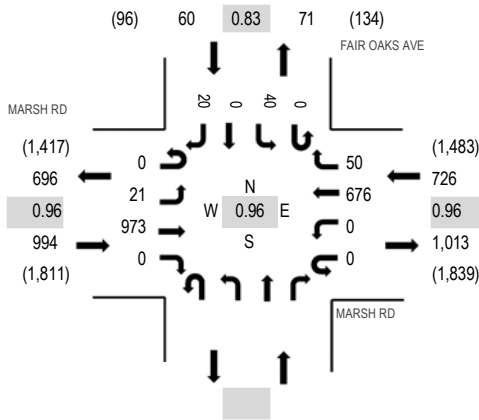 (96) 60 0.83 71 (134)
FAIR OAKS AVE
MARSH RD
20 0 40 0
(1,417) 0 50 (1,483)
696 21 N 676 726
0.96 W 0.96 E 0.96
994 973 S 0 1,013
(1,811) 0 0 (1,839)
MARSH RD